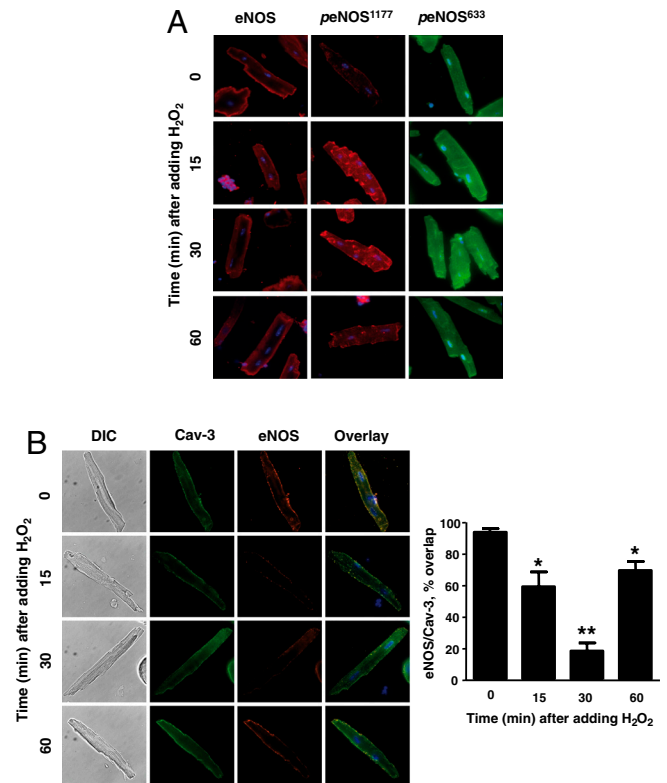 A
eNOS peNOS¹¹⁷⁷ peNOS⁶³³
Time (min) after adding H₂O₂
0
15
30
60
B
DIC Cav-3 eNOS Overlay
Time (min) after adding H₂O₂
0
15
30
60
eNOS/Cav-3, % overlap
100
80
60
40
20
0
* ** *
0 15 30 60
Time (min) after adding H₂O₂